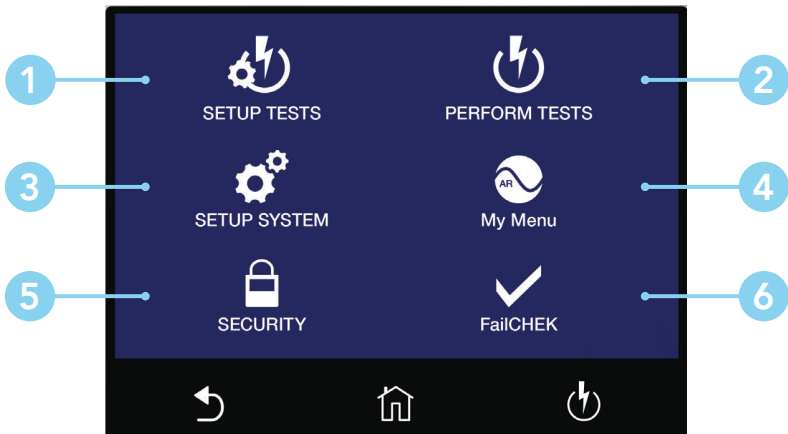 1
SETUP TESTS
PERFORM TESTS
2
3
SETUP SYSTEM
AR
My Menu
4
5
SECURITY
FailCHEK
6